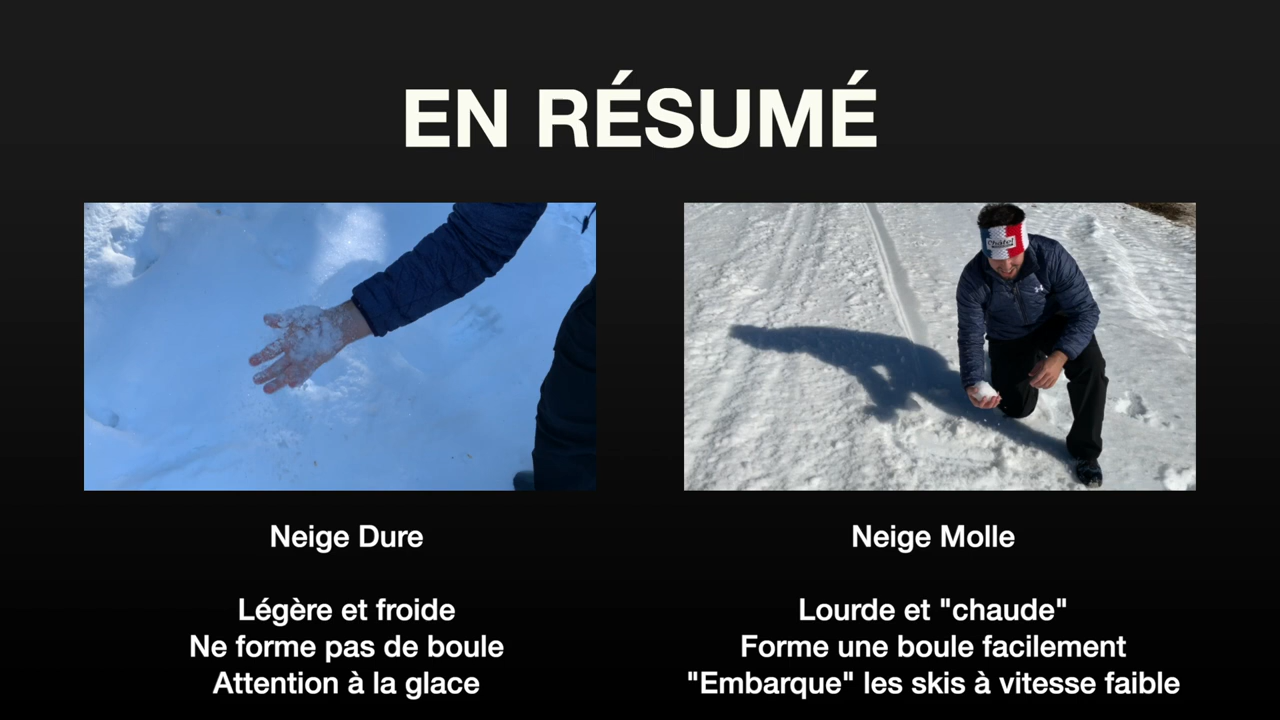 EN RÉSUMÉ
Châtel
Neige Dure
Légère et froide
Ne forme pas de boule
Attention à la glace
Neige Molle
Lourde et "chaude"
Forme une boule facilement
"Embarque" les skis à vitesse faible